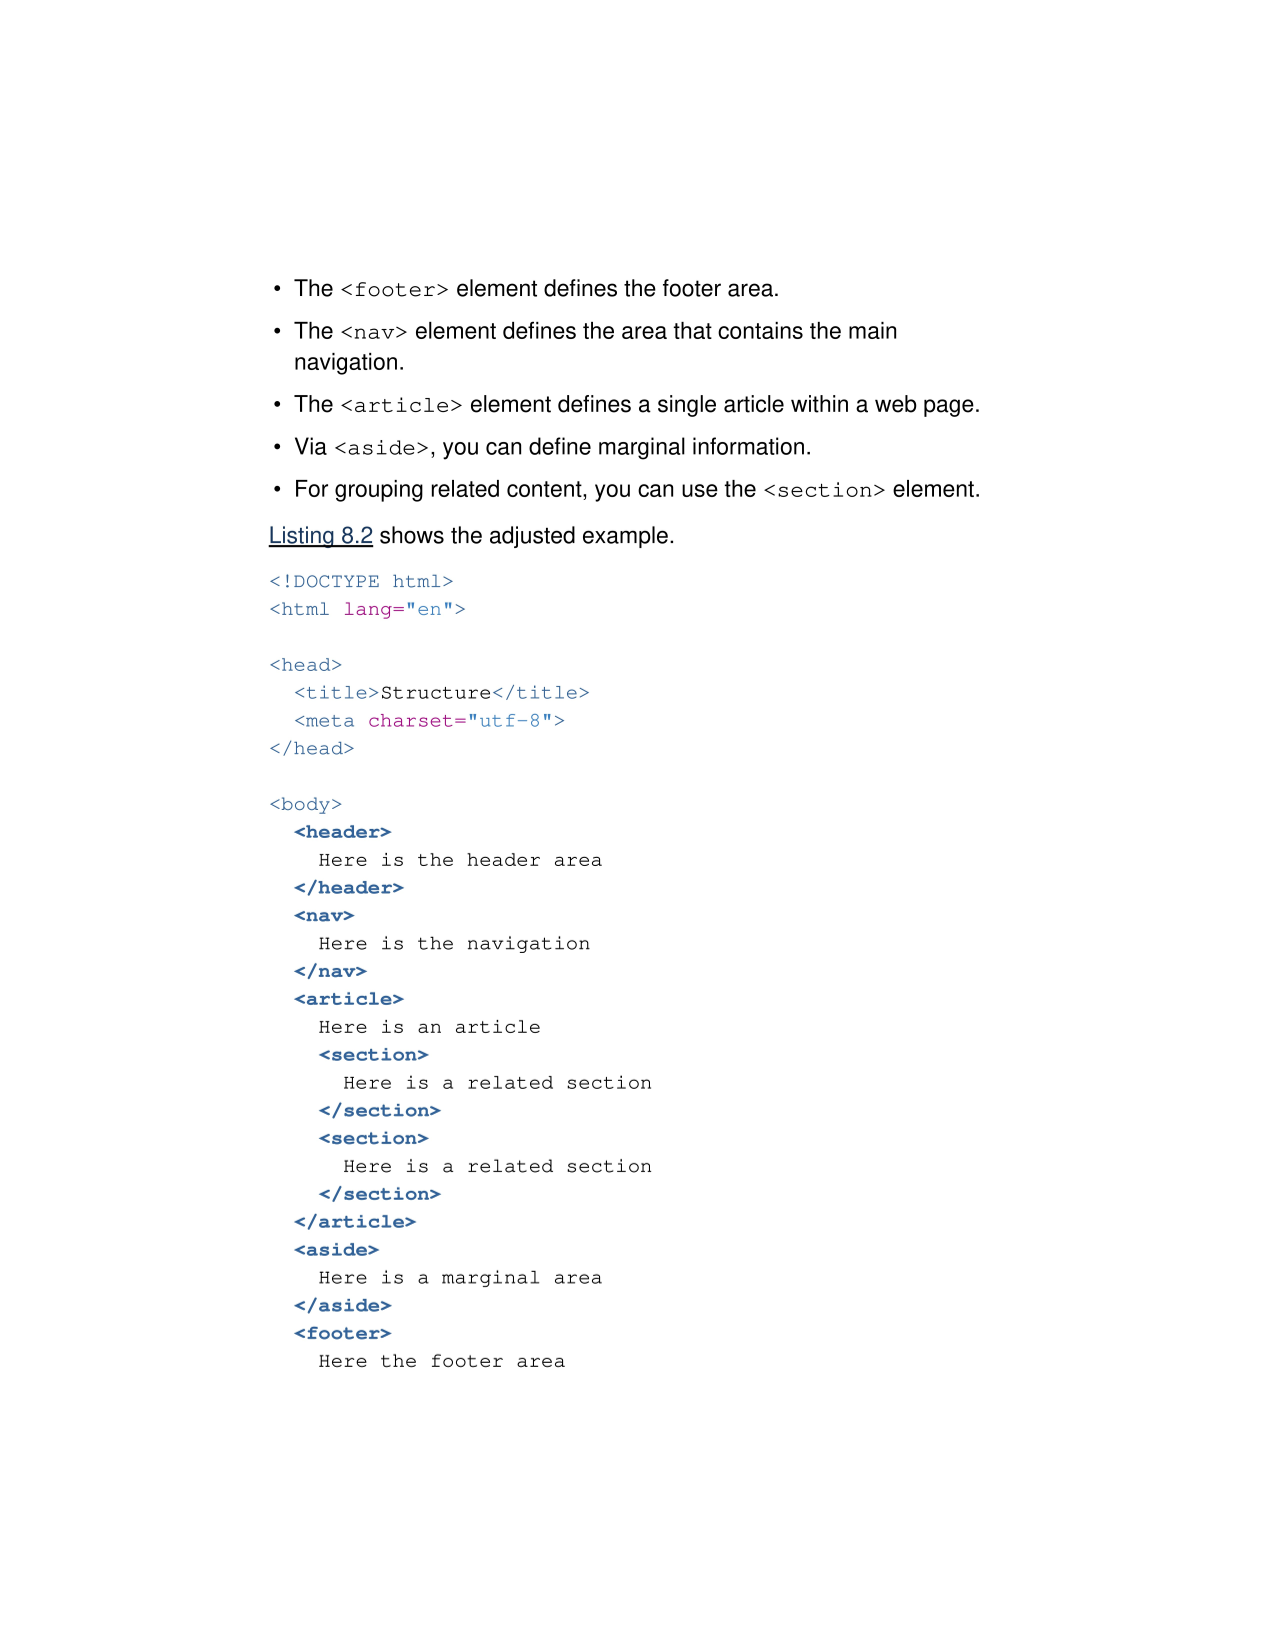 • The <footer> element defines the footer area.
• The <nav> element defines the area that contains the main
navigation.
• The <article> element defines a single article within a web page.
• Via <aside>, you can define marginal information.
• For grouping related content, you can use the <section> element.
Listing 8.2 shows the adjusted example.
<!DOCTYPE html>
<html lang="en">

<head>
  <title>Structure</title>
  <meta charset="utf-8">
</head>

<body>
  <header>
    Here is the header area
  </header>
  <nav>
    Here is the navigation
  </nav>
  <article>
    Here is an article
    <section>
      Here is a related section
    </section>
    <section>
      Here is a related section
    </section>
  </article>
  <aside>
    Here is a marginal area
  </aside>
  <footer>
    Here the footer area